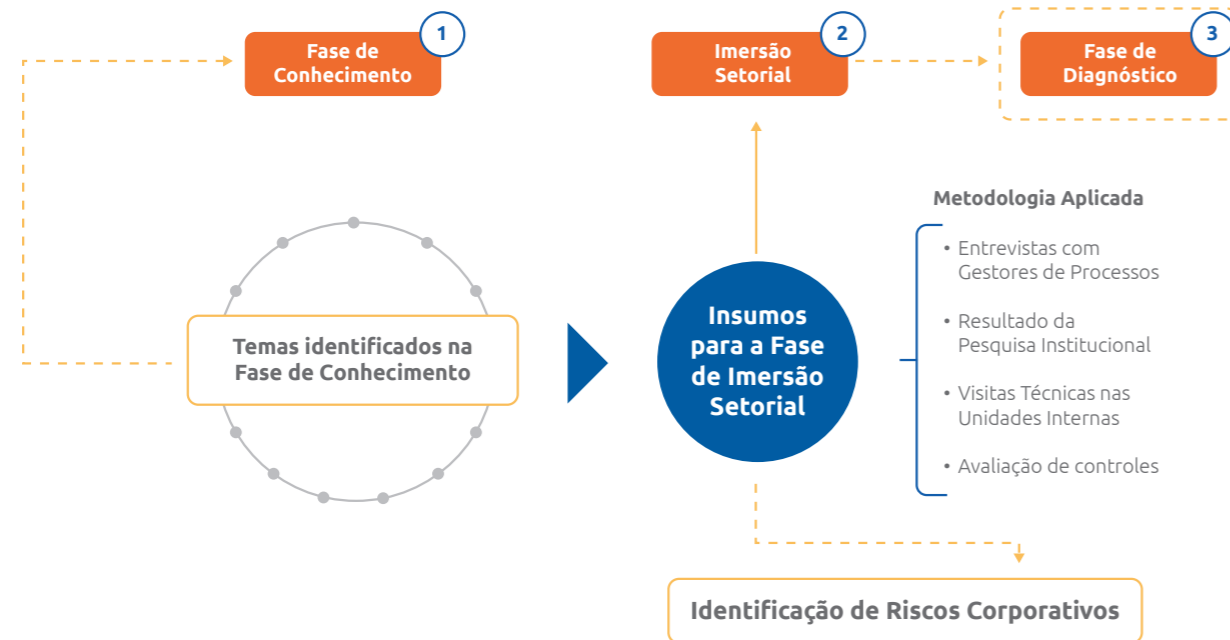 1
Fase de
Conhecimento
2
Imersão
Setorial
3
Fase de
Diagnóstico
Temas identificados na
Fase de Conhecimento
Insumos
para a Fase
de Imersão
Setorial
Metodologia Aplicada
• Entrevistas com
Gestores de Processos
• Resultado da
Pesquisa Institucional
• Visitas Técnicas nas
Unidades Internas
• Avaliação de controles
Identificação de Riscos Corporativos